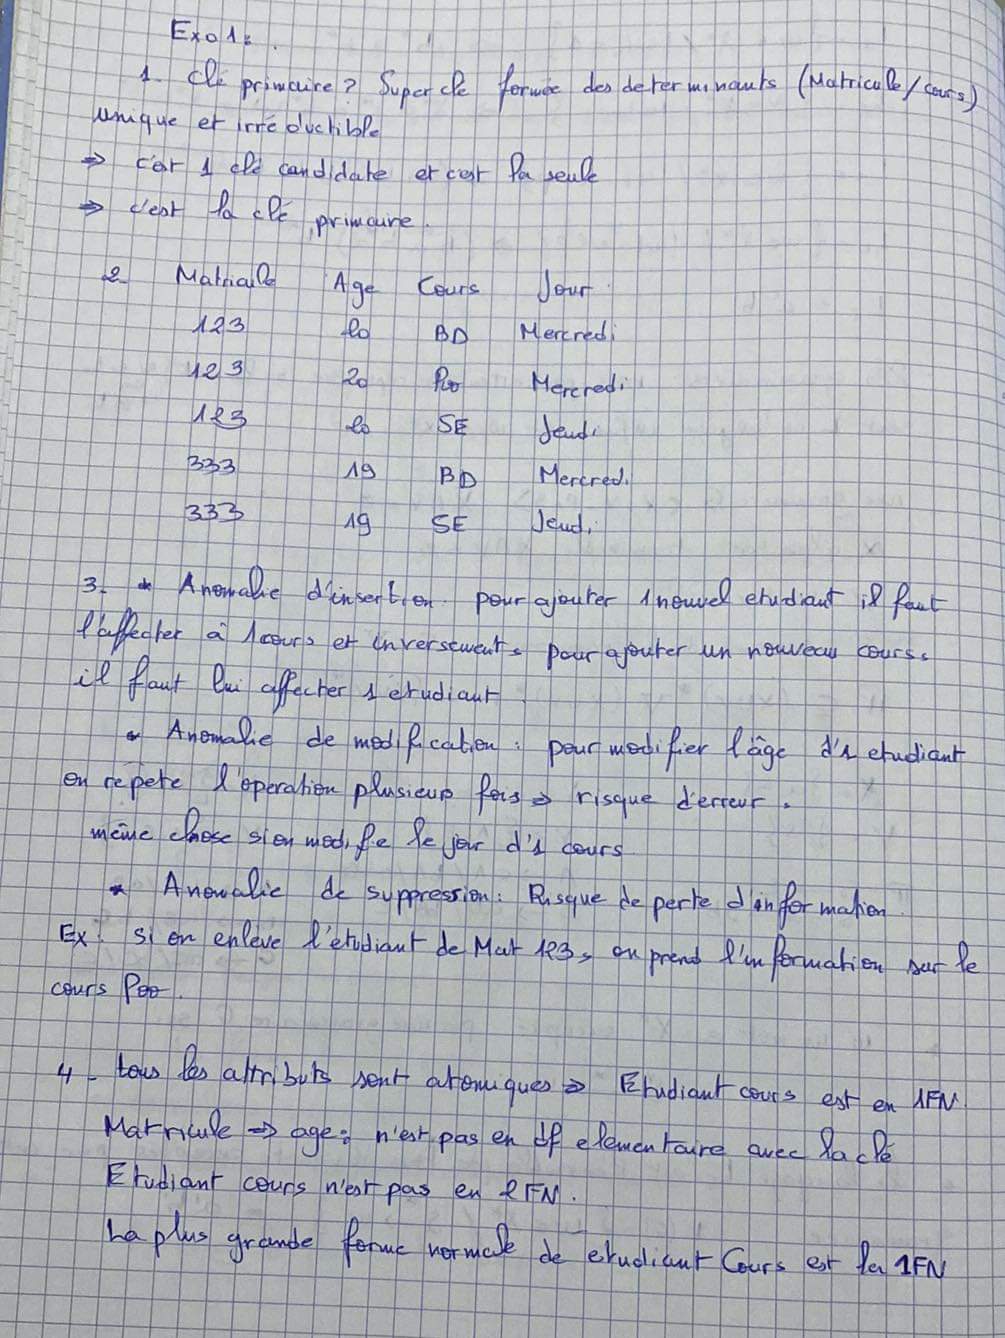 Exo1:
1- clé primaire? Super cle formée des determinants (Matricule/cours)
unique et irréductible
⇒ c'est 1 clé candidate et c'est la seule
⇒ c'est la clé primaire.
2 Matricule Age Cours Jour
123 20 BD Mercredi
123 20 Poo Mercredi
123 20 SE Jeudi
333 19 BD Mercredi
333 19 SE Jeudi
3- * Anomalie d'insertion pour ajouter 1 nouvel etudiant il faut
l'affecter à 1 cours et inversement, pour ajouter un nouveau cours,
il faut lui affecter 1 etudiant
* Anomalie de modification : pour modifier l'âge d'1 etudiant
on repete l'operation plusieurs fois ⇒ risque d'erreur.
même chose si on modifie le jour d'1 cours
* Anomalie de suppression: Risque de perte d'information.
Ex: si on enleve l'etudiant de Mat 123, on prend l'information sur le
cours Poo.
4- tous les attributs sont atomiques ⇒ Etudiant cours est en 1FN.
Matricule ⇒ age: n'est pas en df elementaire avec la clé
Etudiant cours n'est pas en 2FN.
La plus grande forme normale de etudiant Cours est la 1FN